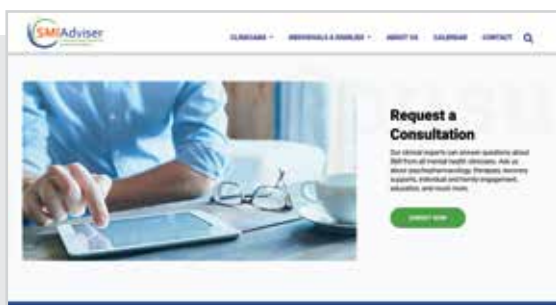 SMIAdviser
CLINICIANS INDIVIDUALS & FAMILIES ABOUT US CALENDAR CONTACT
Request a
Consultation
Our clinical experts can answer questions about
SMI from all mental health clinicians. Ask us
about psychopharmacology, therapies, recovery
supports, individual and family engagement,
education, and much more.
SUBMIT NOW